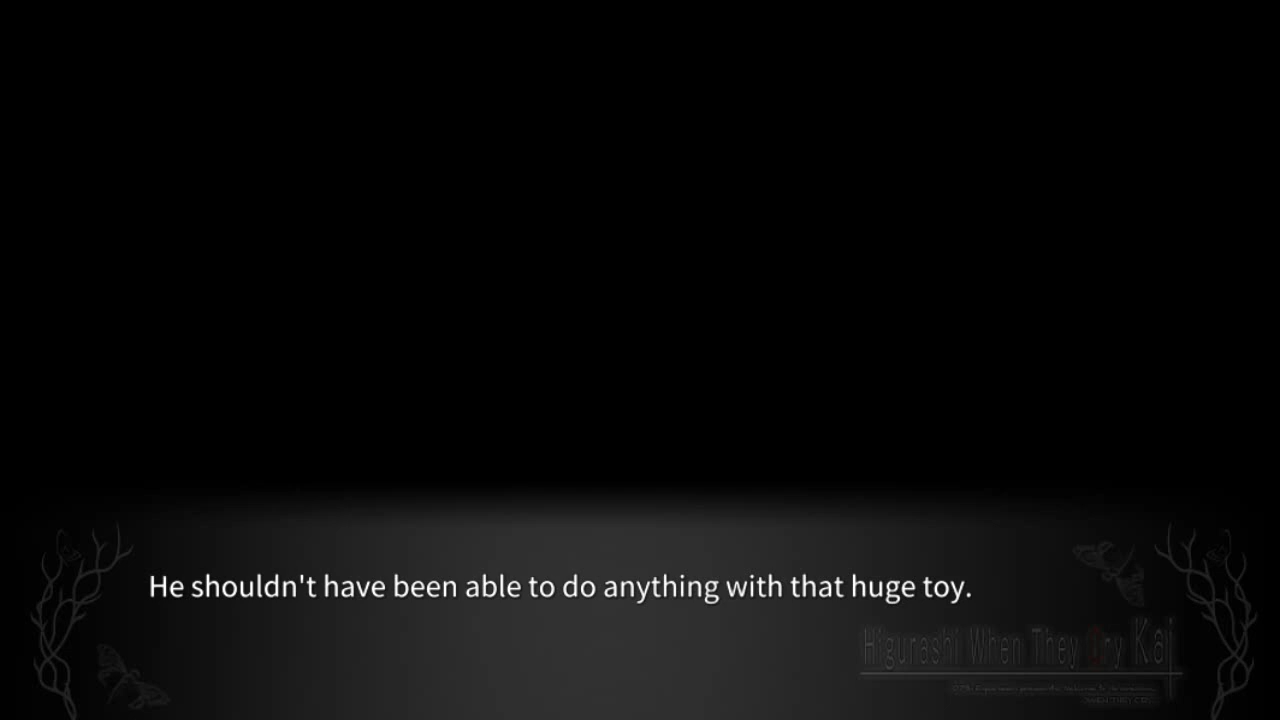 He shouldn't have been able to do anything with that huge toy.
Higurashi When They Cry Kai